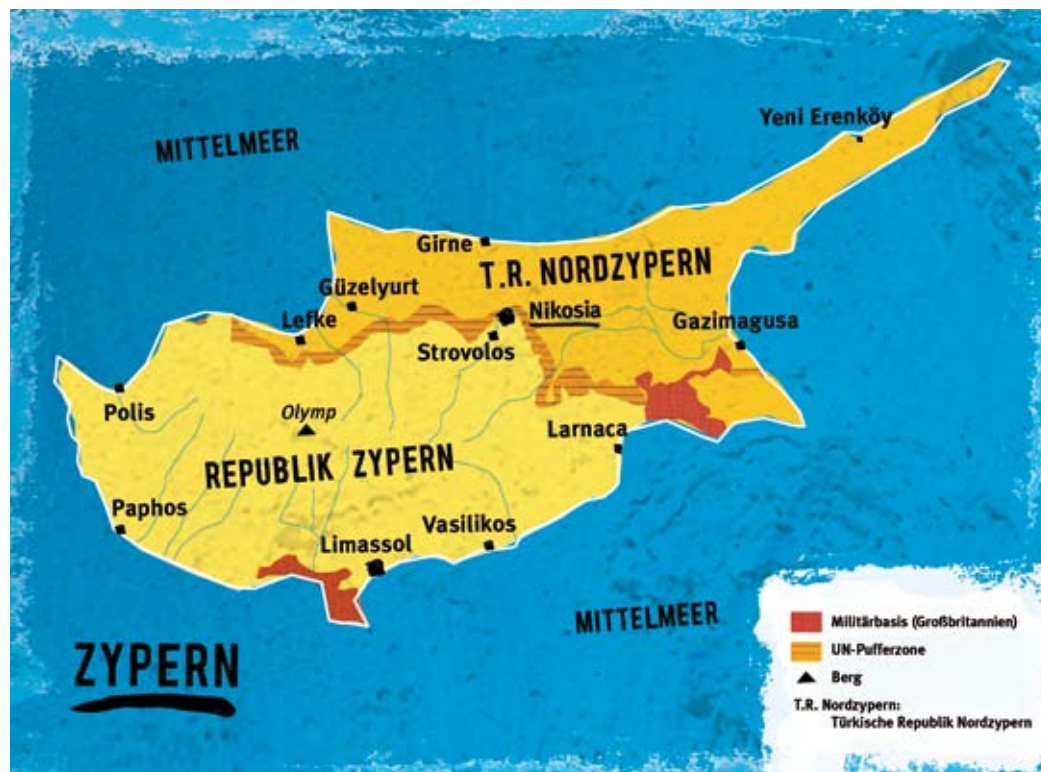 MITTELMEER
Yeni Erenköy
Girne
T.R. NORDZYPERN
Güzelyurt
Nikosia
Lefke
Gazimagusa
Strovolos
Polis
Olymp
Larnaca
REPUBLIK ZYPERN
Paphos
Vasilikos
Limassol
MITTELMEER
ZYPERN
Militärbasis (Großbritannien)
UN-Pufferzone
Berg
T.R. Nordzypern:
Türkische Republik Nordzypern